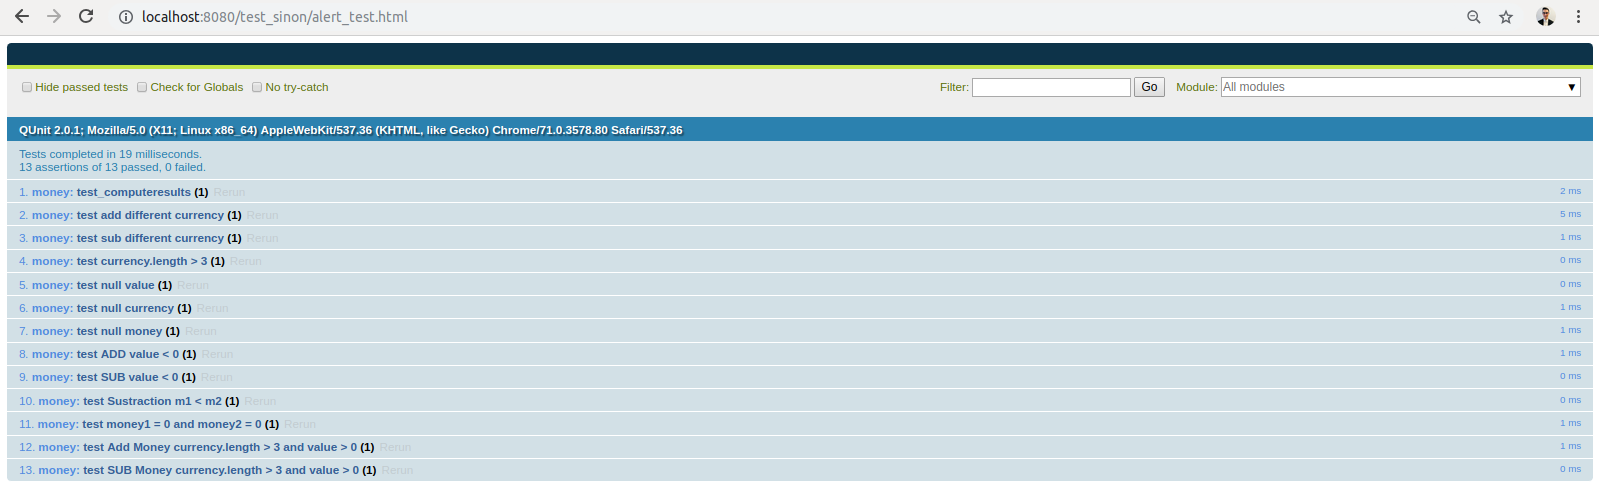 localhost:8080/test_sinon/alert_test.html
Hide passed tests Check for Globals No try-catch Filter: Go Module: All modules
QUnit 2.0.1; Mozilla/5.0 (X11; Linux x86_64) AppleWebKit/537.36 (KHTML, like Gecko) Chrome/71.0.3578.80 Safari/537.36
Tests completed in 19 milliseconds.
13 assertions of 13 passed, 0 failed.
1. money: test_computeresults (1) Rerun 2 ms
2. money: test add different currency (1) Rerun 5 ms
3. money: test sub different currency (1) Rerun 1 ms
4. money: test currency.length > 3 (1) Rerun 0 ms
5. money: test null value (1) Rerun 0 ms
6. money: test null currency (1) Rerun 1 ms
7. money: test null money (1) Rerun 1 ms
8. money: test ADD value < 0 (1) Rerun 1 ms
9. money: test SUB value < 0 (1) Rerun 0 ms
10. money: test Sustraction m1 < m2 (1) Rerun 0 ms
11. money: test money1 = 0 and money2 = 0 (1) Rerun 1 ms
12. money: test Add Money currency.length > 3 and value > 0 (1) Rerun 1 ms
13. money: test SUB Money currency.length > 3 and value > 0 (1) Rerun 0 ms